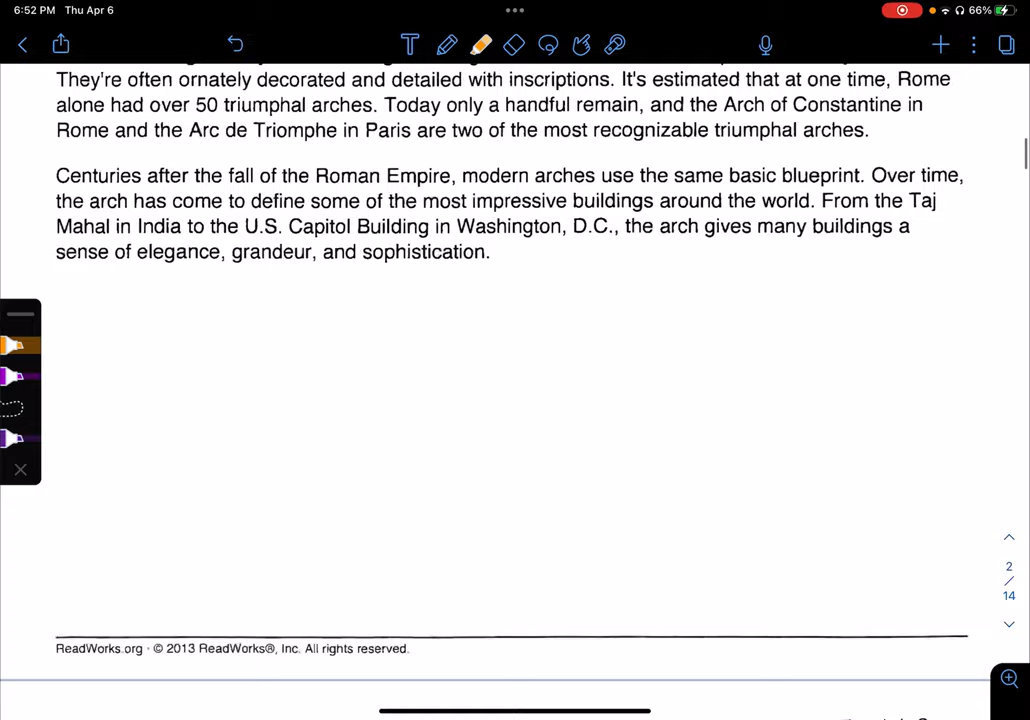 6:52 PM Thu Apr 6
66%
They're often ornately decorated and detailed with inscriptions. It's estimated that at one time, Rome
alone had over 50 triumphal arches. Today only a handful remain, and the Arch of Constantine in
Rome and the Arc de Triomphe in Paris are two of the most recognizable triumphal arches.
Centuries after the fall of the Roman Empire, modern arches use the same basic blueprint. Over time,
the arch has come to define some of the most impressive buildings around the world. From the Taj
Mahal in India to the U.S. Capitol Building in Washington, D.C., the arch gives many buildings a
sense of elegance, grandeur, and sophistication.
2
/
14
ReadWorks.org · © 2013 ReadWorks®, Inc. All rights reserved.